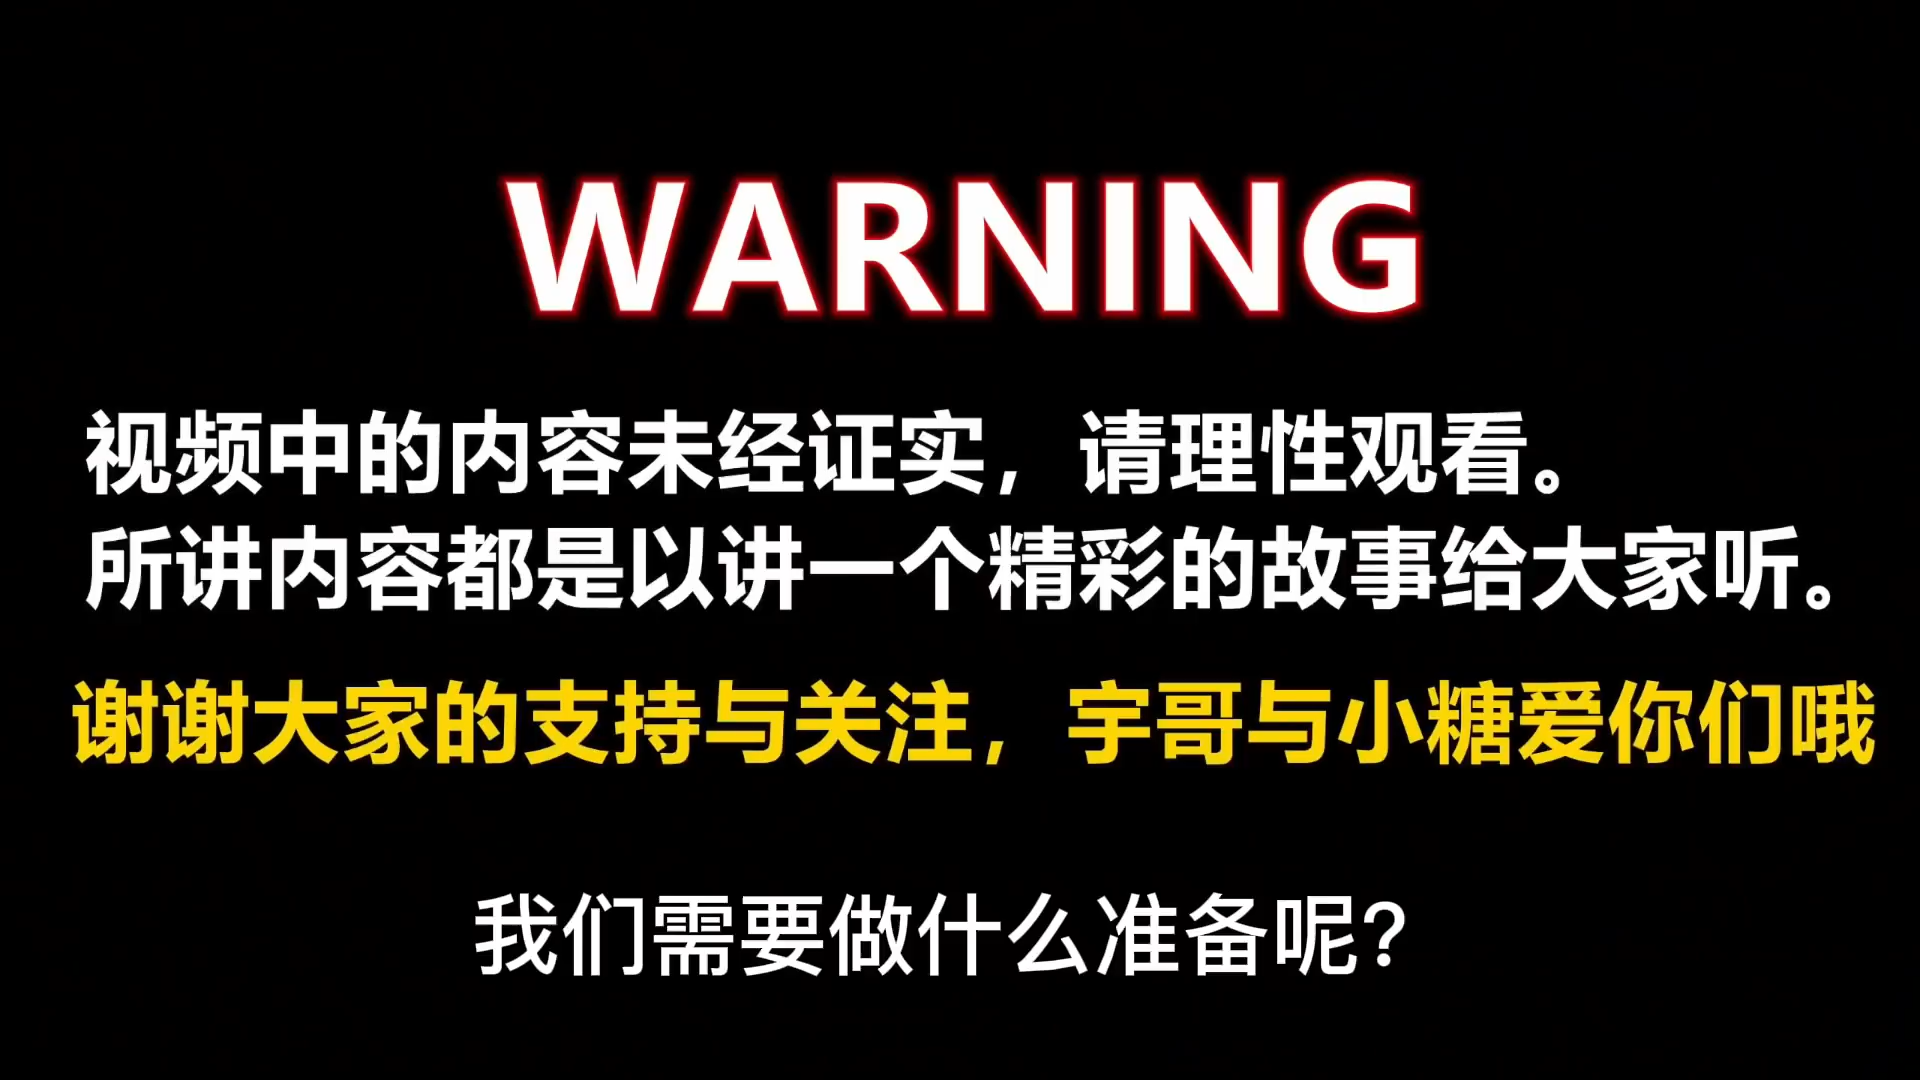 WARNING
视频中的内容未经证实，请理性观看。
所讲内容都是以讲一个精彩的故事给大家听。
谢谢大家的支持与关注，宇哥与小糖爱你们哦
我们需要做什么准备呢？